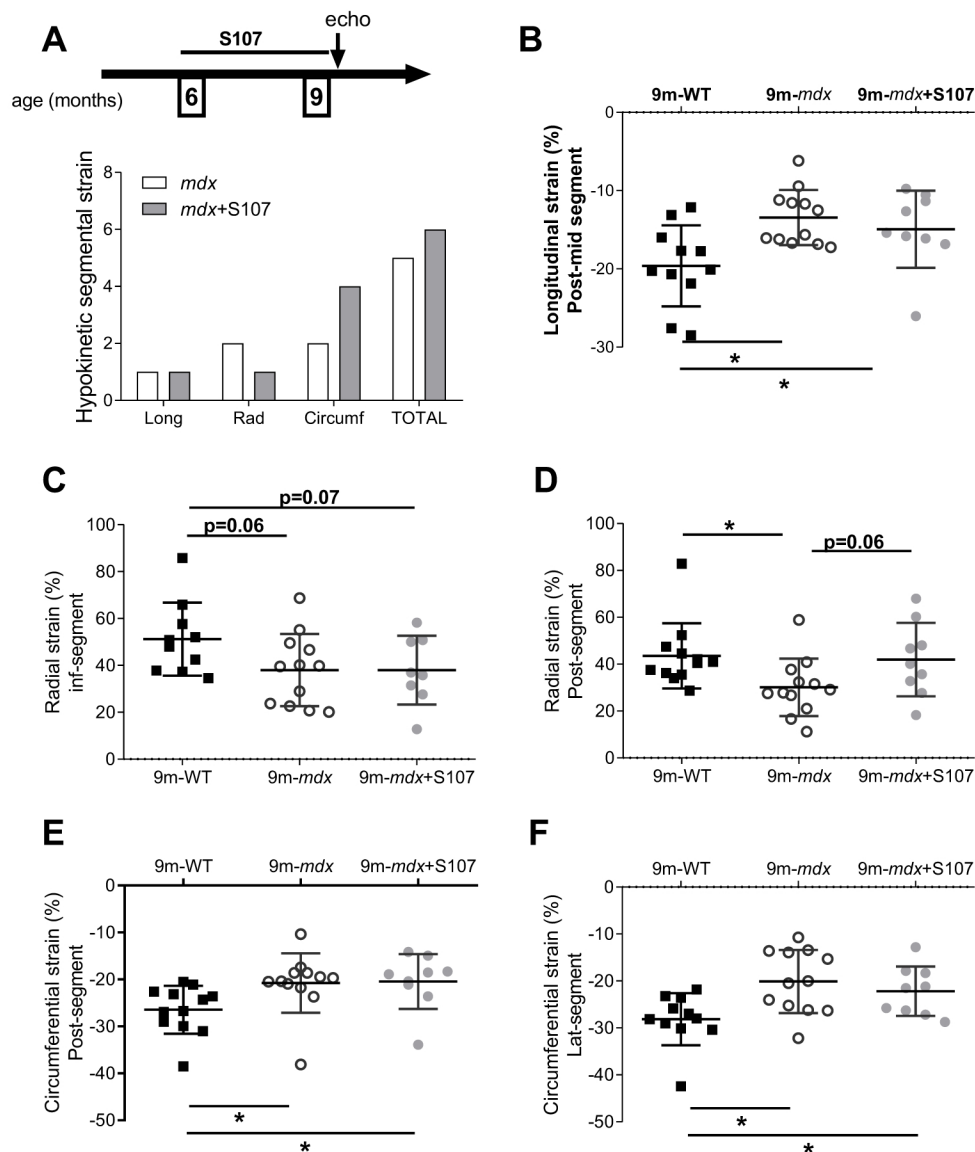 A
echo
S107
age (months)
6
9
Hypokinetic segmental strain
8
6
4
2
0
mdx
mdx+S107
Long
Rad
Circumf
TOTAL
B
9m-WT
9m-mdx
9m-mdx+S107
Longitudinal strain (%)
Post-mid segment
0
-10
-20
-30
*
*
C
p=0.07
p=0.06
Radial strain (%)
inf-segment
100
80
60
40
20
0
9m-WT
9m-mdx
9m-mdx+S107
D
*
p=0.06
Radial strain (%)
Post-segment
100
80
60
40
20
0
9m-WT
9m-mdx
9m-mdx+S107
E
9m-WT
9m-mdx
9m-mdx+S107
Circumferential strain (%)
Post-segment
0
-10
-20
-30
-40
-50
*
*
F
9m-WT
9m-mdx
9m-mdx+S107
Circumferential strain (%)
Lat-segment
0
-10
-20
-30
-40
-50
*
*